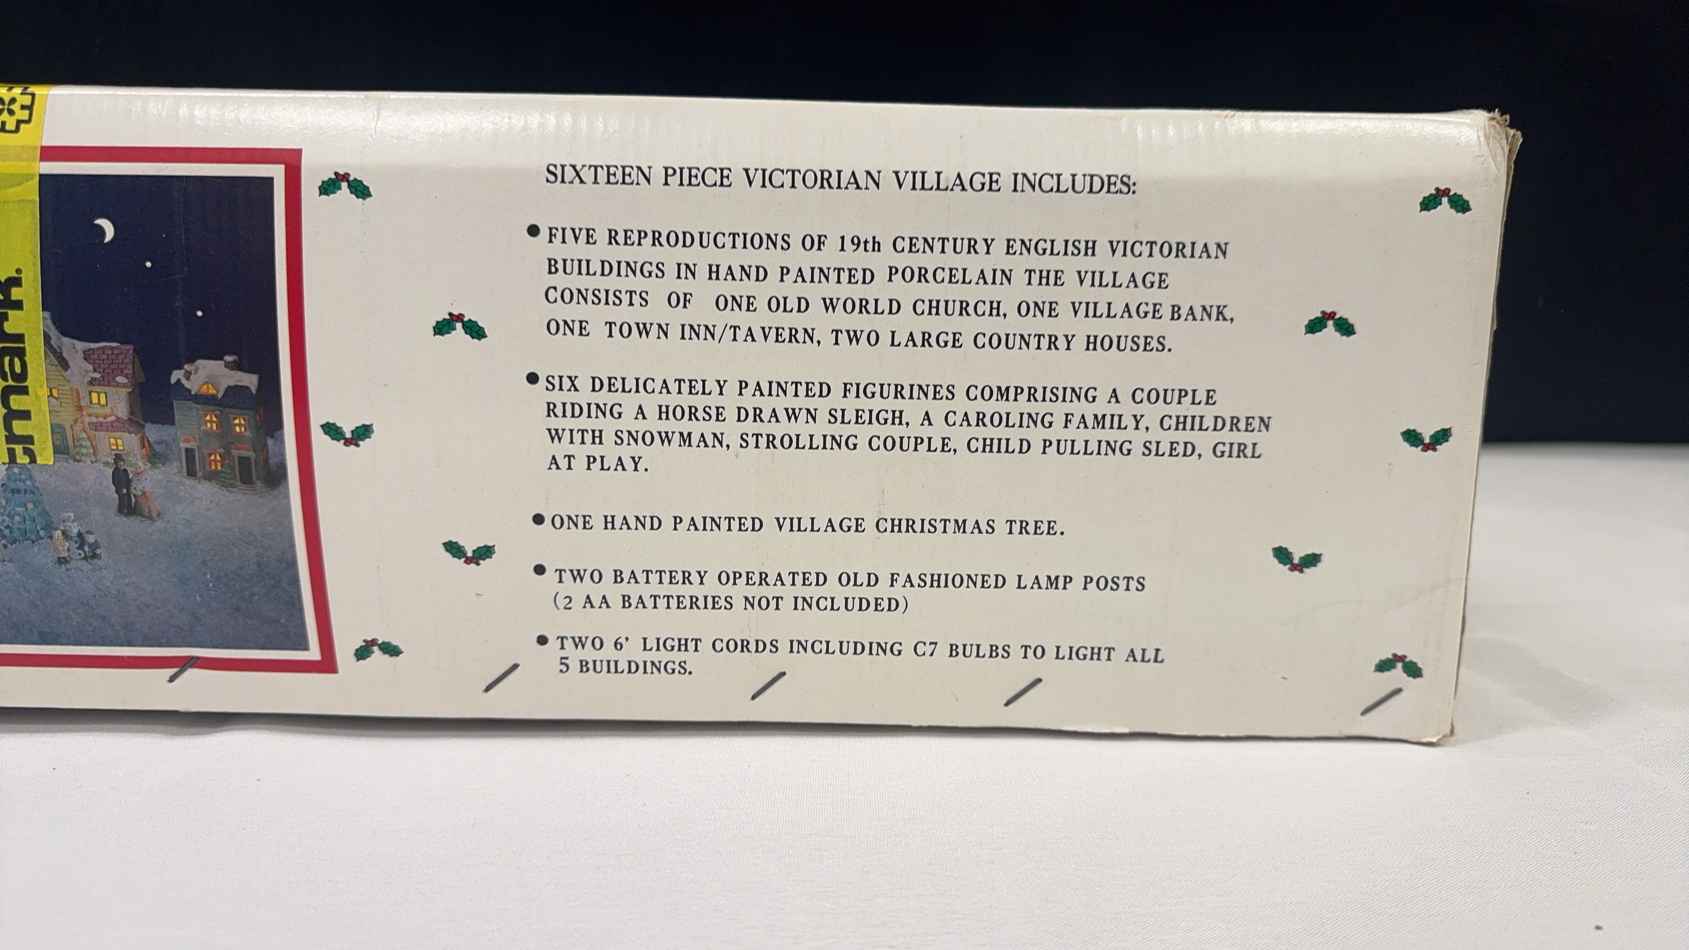 SIXTEEN PIECE VICTORIAN VILLAGE INCLUDES:
● FIVE REPRODUCTIONS OF 19th CENTURY ENGLISH VICTORIAN
BUILDINGS IN HAND PAINTED PORCELAIN THE VILLAGE
CONSISTS OF ONE OLD WORLD CHURCH, ONE VILLAGE BANK,
ONE TOWN INN/TAVERN, TWO LARGE COUNTRY HOUSES.
● SIX DELICATELY PAINTED FIGURINES COMPRISING A COUPLE
RIDING A HORSE DRAWN SLEIGH, A CAROLING FAMILY, CHILDREN
WITH SNOWMAN, STROLLING COUPLE, CHILD PULLING SLED, GIRL
AT PLAY.
● ONE HAND PAINTED VILLAGE CHRISTMAS TREE.
● TWO BATTERY OPERATED OLD FASHIONED LAMP POSTS
(2 AA BATTERIES NOT INCLUDED)
● TWO 6' LIGHT CORDS INCLUDING C7 BULBS TO LIGHT ALL
5 BUILDINGS.